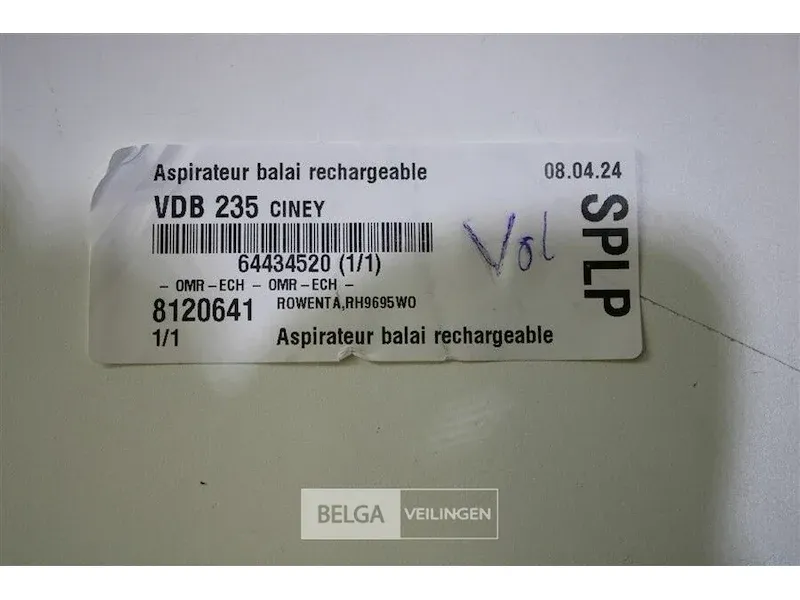 Aspirateur balai rechargeable 08.04.24
VDB 235 CINEY
SPLP
Vol
64434520 (1/1)
- OMR-ECH - OMR-ECH -
8120641 ROWENTA,RH9695WO
1/1 Aspirateur balai rechargeable
BELGA VEILINGEN